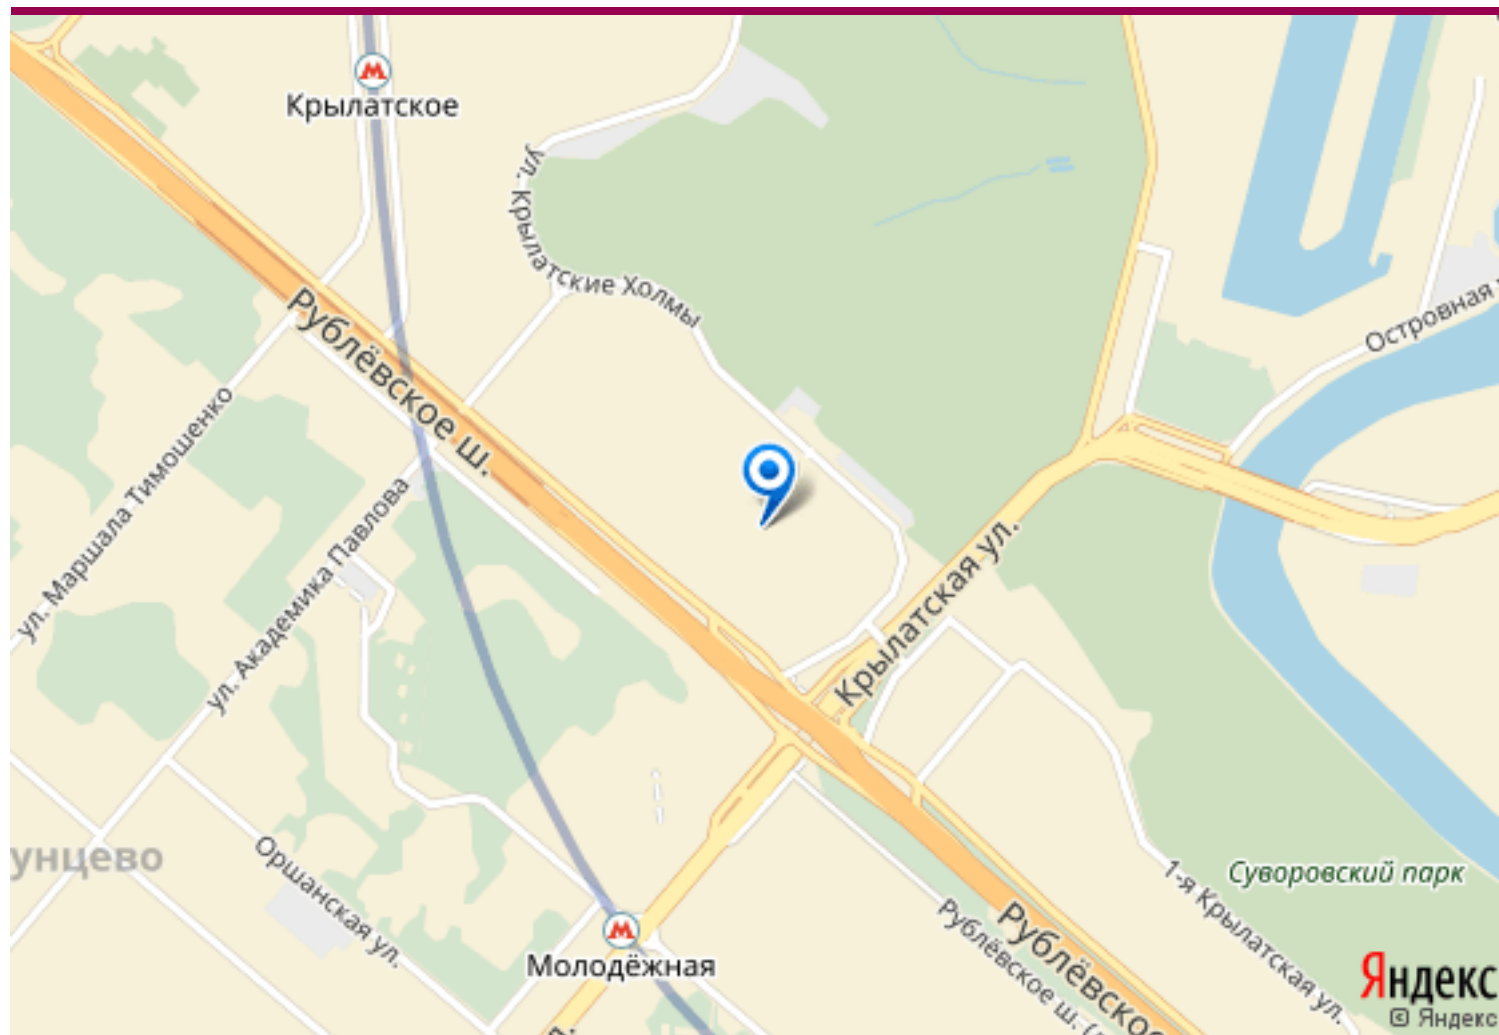 М
Крылатское
ул. Крылатские Холмы
Рублёвское ш.
Островная
ул. Маршала Тимошенко
ул. Академика Павлова
Крылатская ул.
унцево
Оршанская ул.
М
Молодёжная
Суворовский парк
1-я Крылатская ул.
Рублёвское ш.
Рублёвское
Яндекс
© Яндекс